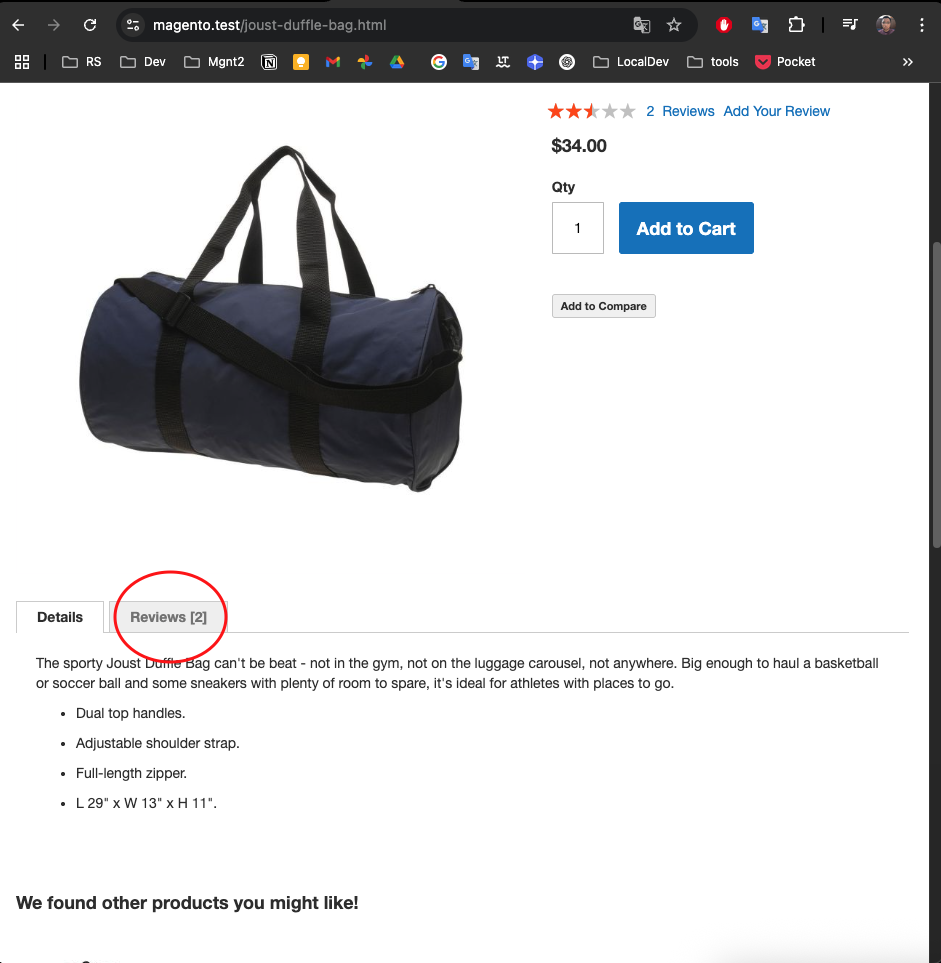 magento.test/joust-duffle-bag.html
RS Dev Mgnt2 LocalDev tools Pocket »
2 Reviews Add Your Review
$34.00
Qty
1 Add to Cart
Add to Compare
Details Reviews [2]
The sporty Joust Duffle Bag can't be beat - not in the gym, not on the luggage carousel, not anywhere. Big enough to haul a basketball
or soccer ball and some sneakers with plenty of room to spare, it's ideal for athletes with places to go.
• Dual top handles.
• Adjustable shoulder strap.
• Full-length zipper.
• L 29" x W 13" x H 11".
We found other products you might like!